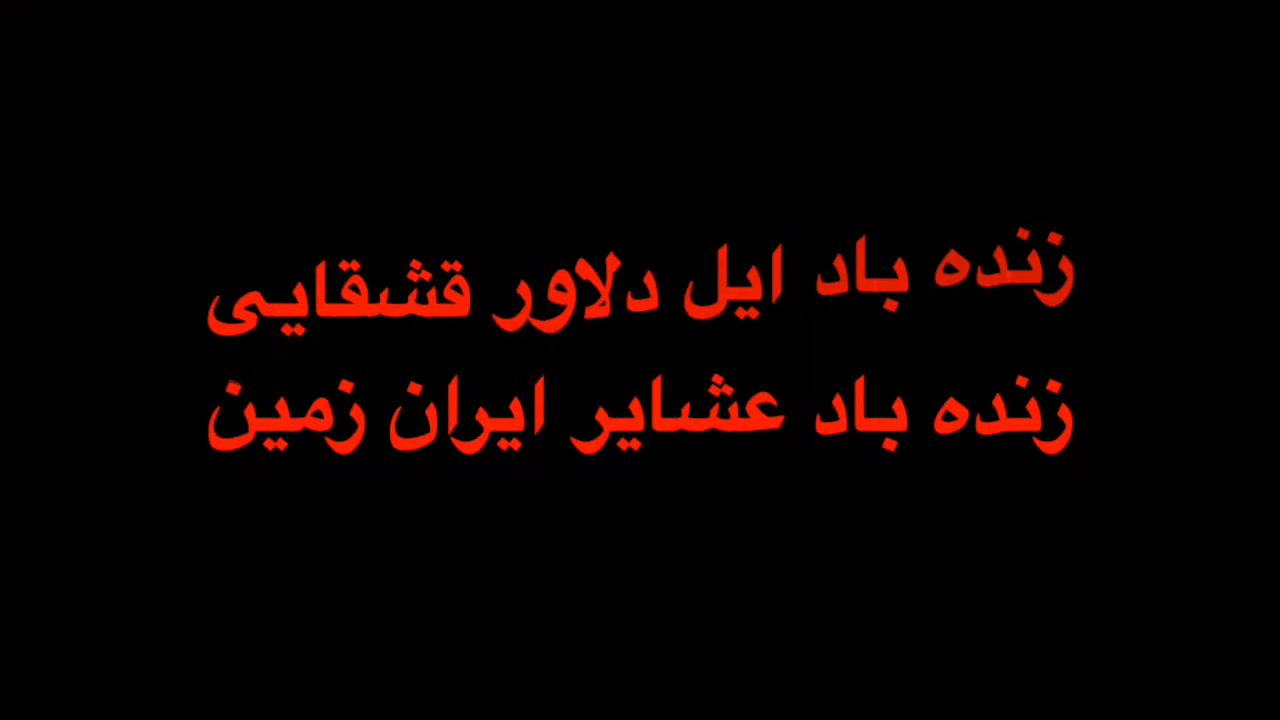 زنده باد ایل دلاور قشقایی
زنده باد عشایر ایران زمین